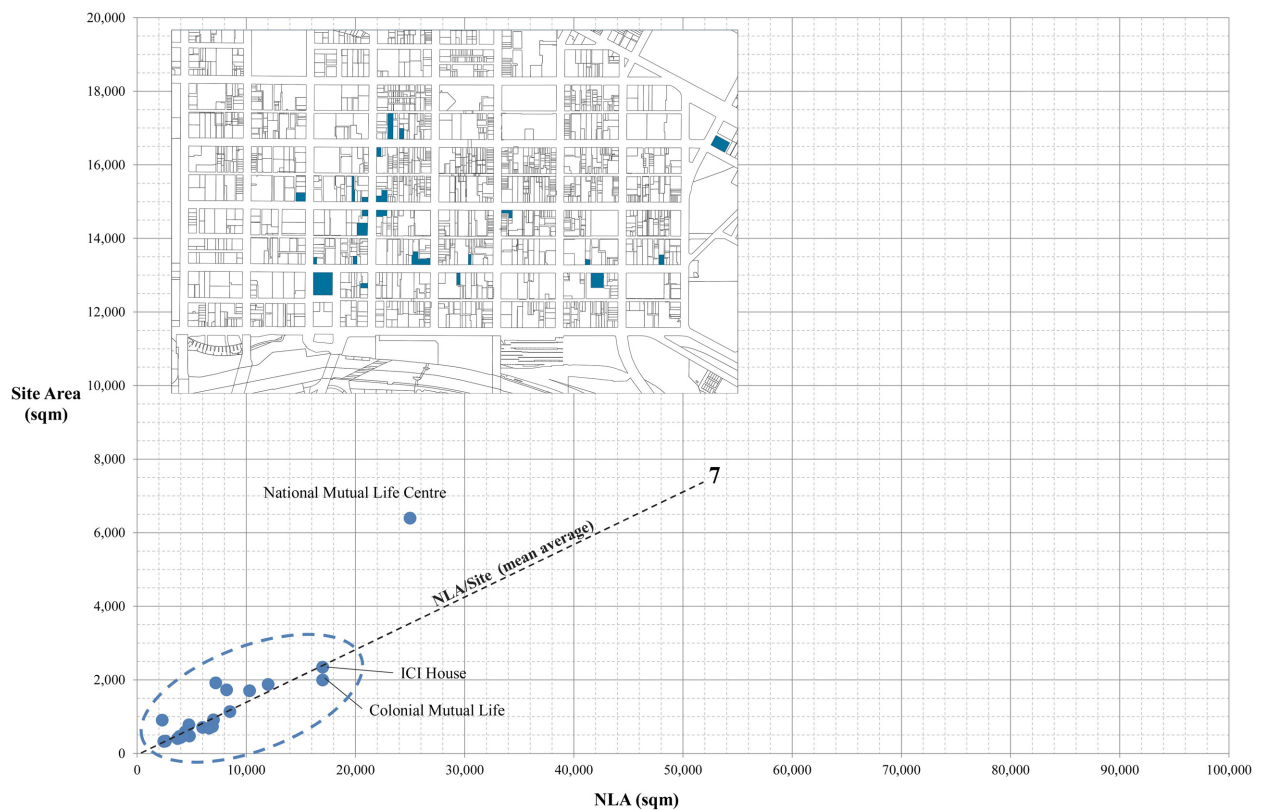 20,000
18,000
16,000
14,000
12,000
10,000
8,000
6,000
4,000
2,000
0
Site Area
(sqm)
7
National Mutual Life Centre
NLA/Site (mean average)
ICI House
Colonial Mutual Life
0 10,000 20,000 30,000 40,000 50,000 60,000 70,000 80,000 90,000 100,000
NLA (sqm)